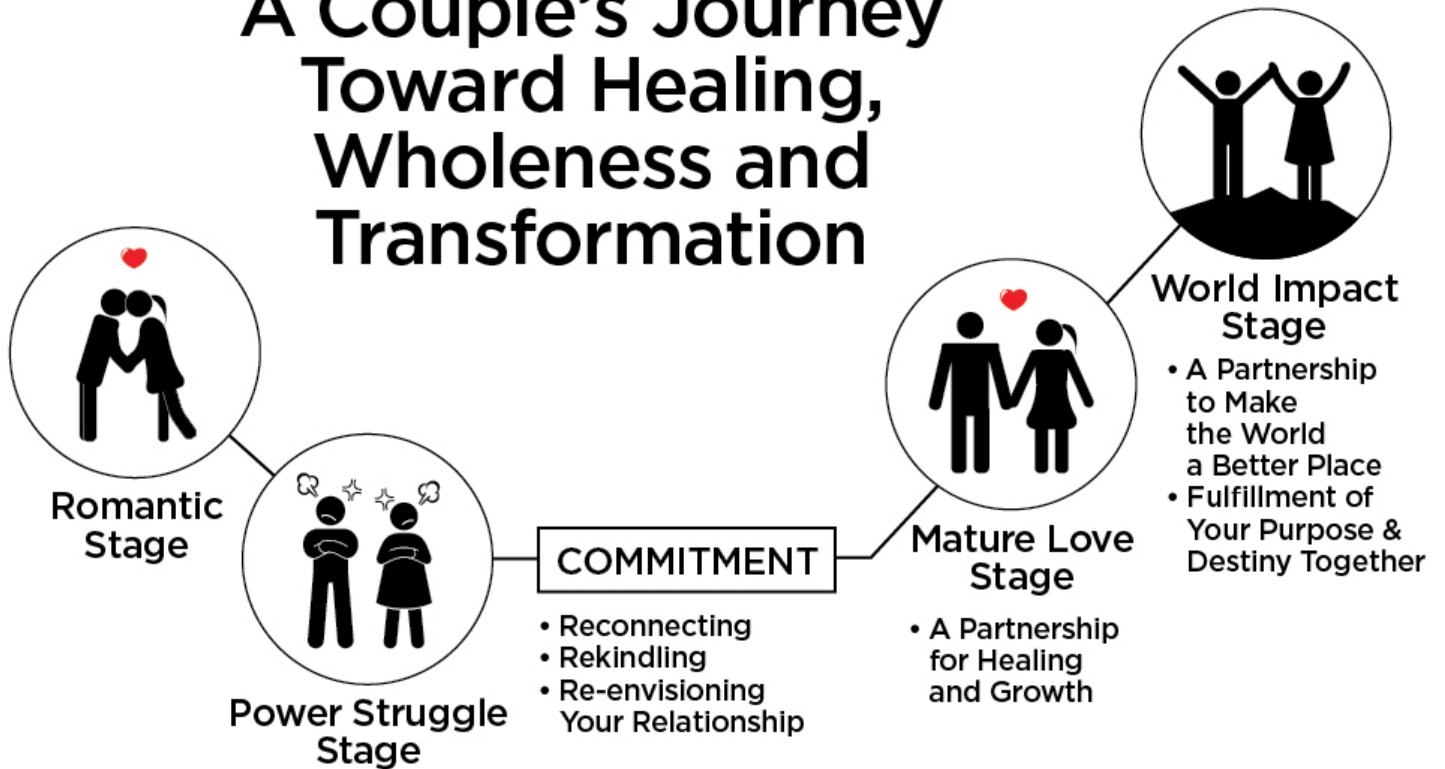 A Couple's Journey
Toward Healing,
Wholeness and
Transformation
Romantic
Stage
Power Struggle
Stage
COMMITMENT
• Reconnecting
• Rekindling
• Re-envisioning
Your Relationship
Mature Love
Stage
• A Partnership
for Healing
and Growth
World Impact
Stage
• A Partnership
to Make
the World
a Better Place
• Fulfillment of
Your Purpose &
Destiny Together